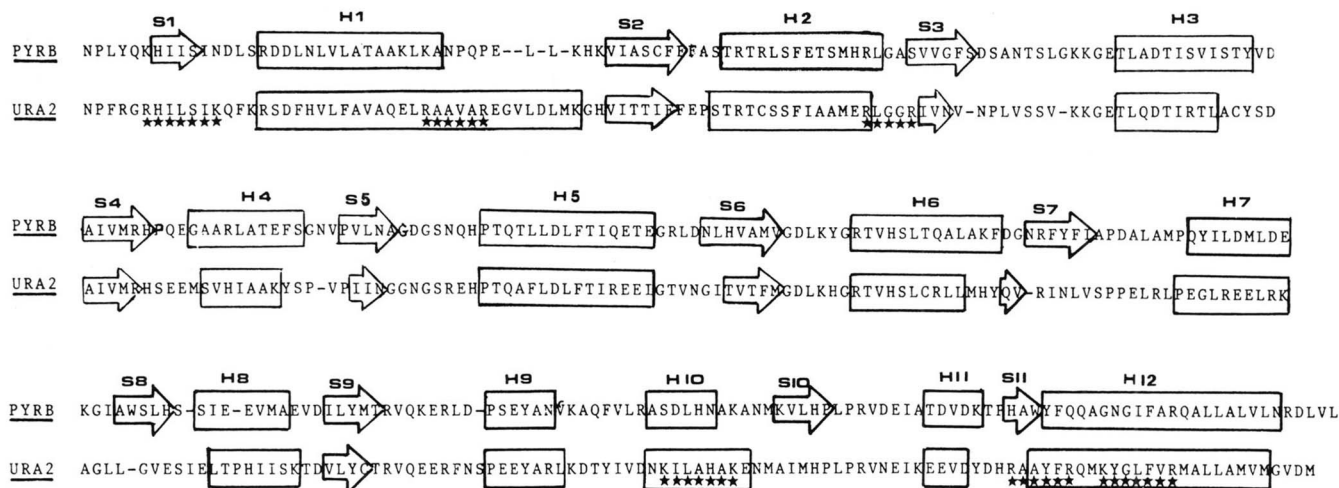 S1 H1 S2 H2 S3 H3
PYRB NPLYQKHIISINDLSRDDLNLVLATAAKLKANPQPE--L-L-KHKVIASCFFEFASTRTRLSFETSMHRLGASVVGFSDSANTSLGKKGETLADTISVISTYVD
URA2 NPFRGRHILSIKQFKRSDFHVLFAVAQELRAAVAREGVLDLMKGHVITTIFFEPSTRTCSSFIAAMERLGGRIVNV-NPLVSSV-KKGETLQDTIRTLACYSD
★★★★★★★ ★★★★★★ ★★★★★
S4 H4 S5 H5 S6 H6 S7 H7
PYRB AIVMRHPQEGAARLATEFSGNVPVLNAGDGSNQHPTQTLLDLFTIQETEGRLDNLHVAMVGDLKYGRTVHSLTQALAKFDGNRFYFIAPDALAMPQYILDMLDE
URA2 AIVMRHSEEMSVHIAAKYSP-VPIINGGNGSREHPTQAFLDLFTIREEIGTVNGITVTFMGDLKHGRTVHSLCRLLMHYQV-RINLVSPPELRLPEGLREELRK
S8 H8 S9 H9 H10 S10 H11 S11 H12
PYRB KGIAWSLHS-SIE-EVMAEVDILYMTRVQKERLD-PSEYANVKAQFVLRASDLHNAKANMKVLHPLPRVDEIATDVDKTPHAWYFQQAGNGIFARQALLALVLNRDLVL
URA2 AGLL-GVESIELTPHIISKTDVLYCTRVQEERFNSPEEYARLKDTYIVDNKILAHAKENMAIMHPLPRVNEIKEEVDYDHRAAYFRQMKYGLFVRMALLAMVMGVDM
★★★★★★★ ★★★★★★ ★★★★★★★